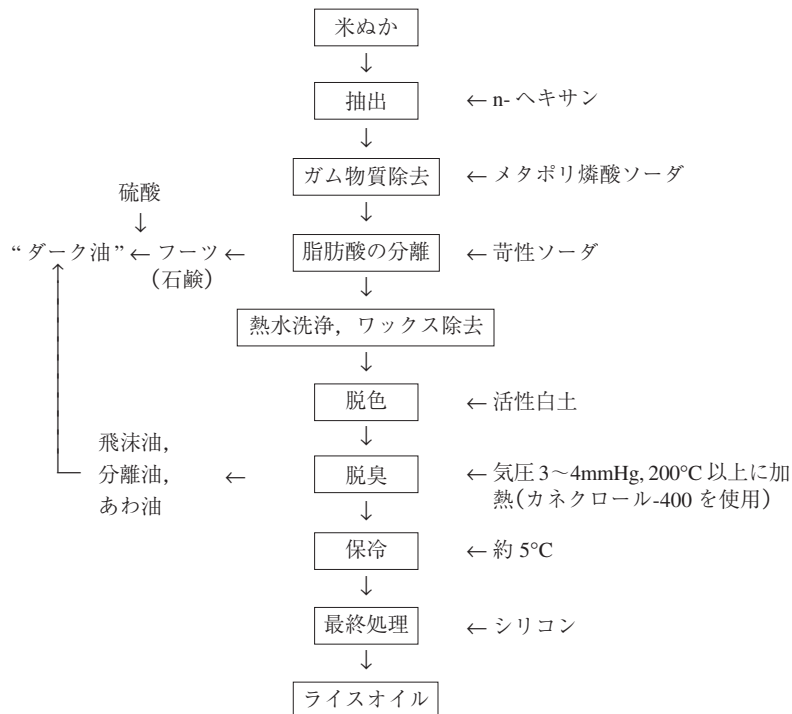 米ぬか
↓
抽出 ← n- ヘキサン
↓
ガム物質除去 ← メタポリ燐酸ソーダ
硫酸
↓ ↓
“ダーク油” ← フーツ ← 脂肪酸の分離 ← 苛性ソーダ
(石鹸)
↓
熱水洗浄，ワックス除去
↓
脱色 ← 活性白土
↓
飛沫油，
分離油，
あわ油
← 脱臭 ← 気圧 3～4mmHg, 200°C 以上に加
熱(カネクロール-400 を使用)
↓
保冷 ← 約 5°C
↓
最終処理 ← シリコン
↓
ライスオイル